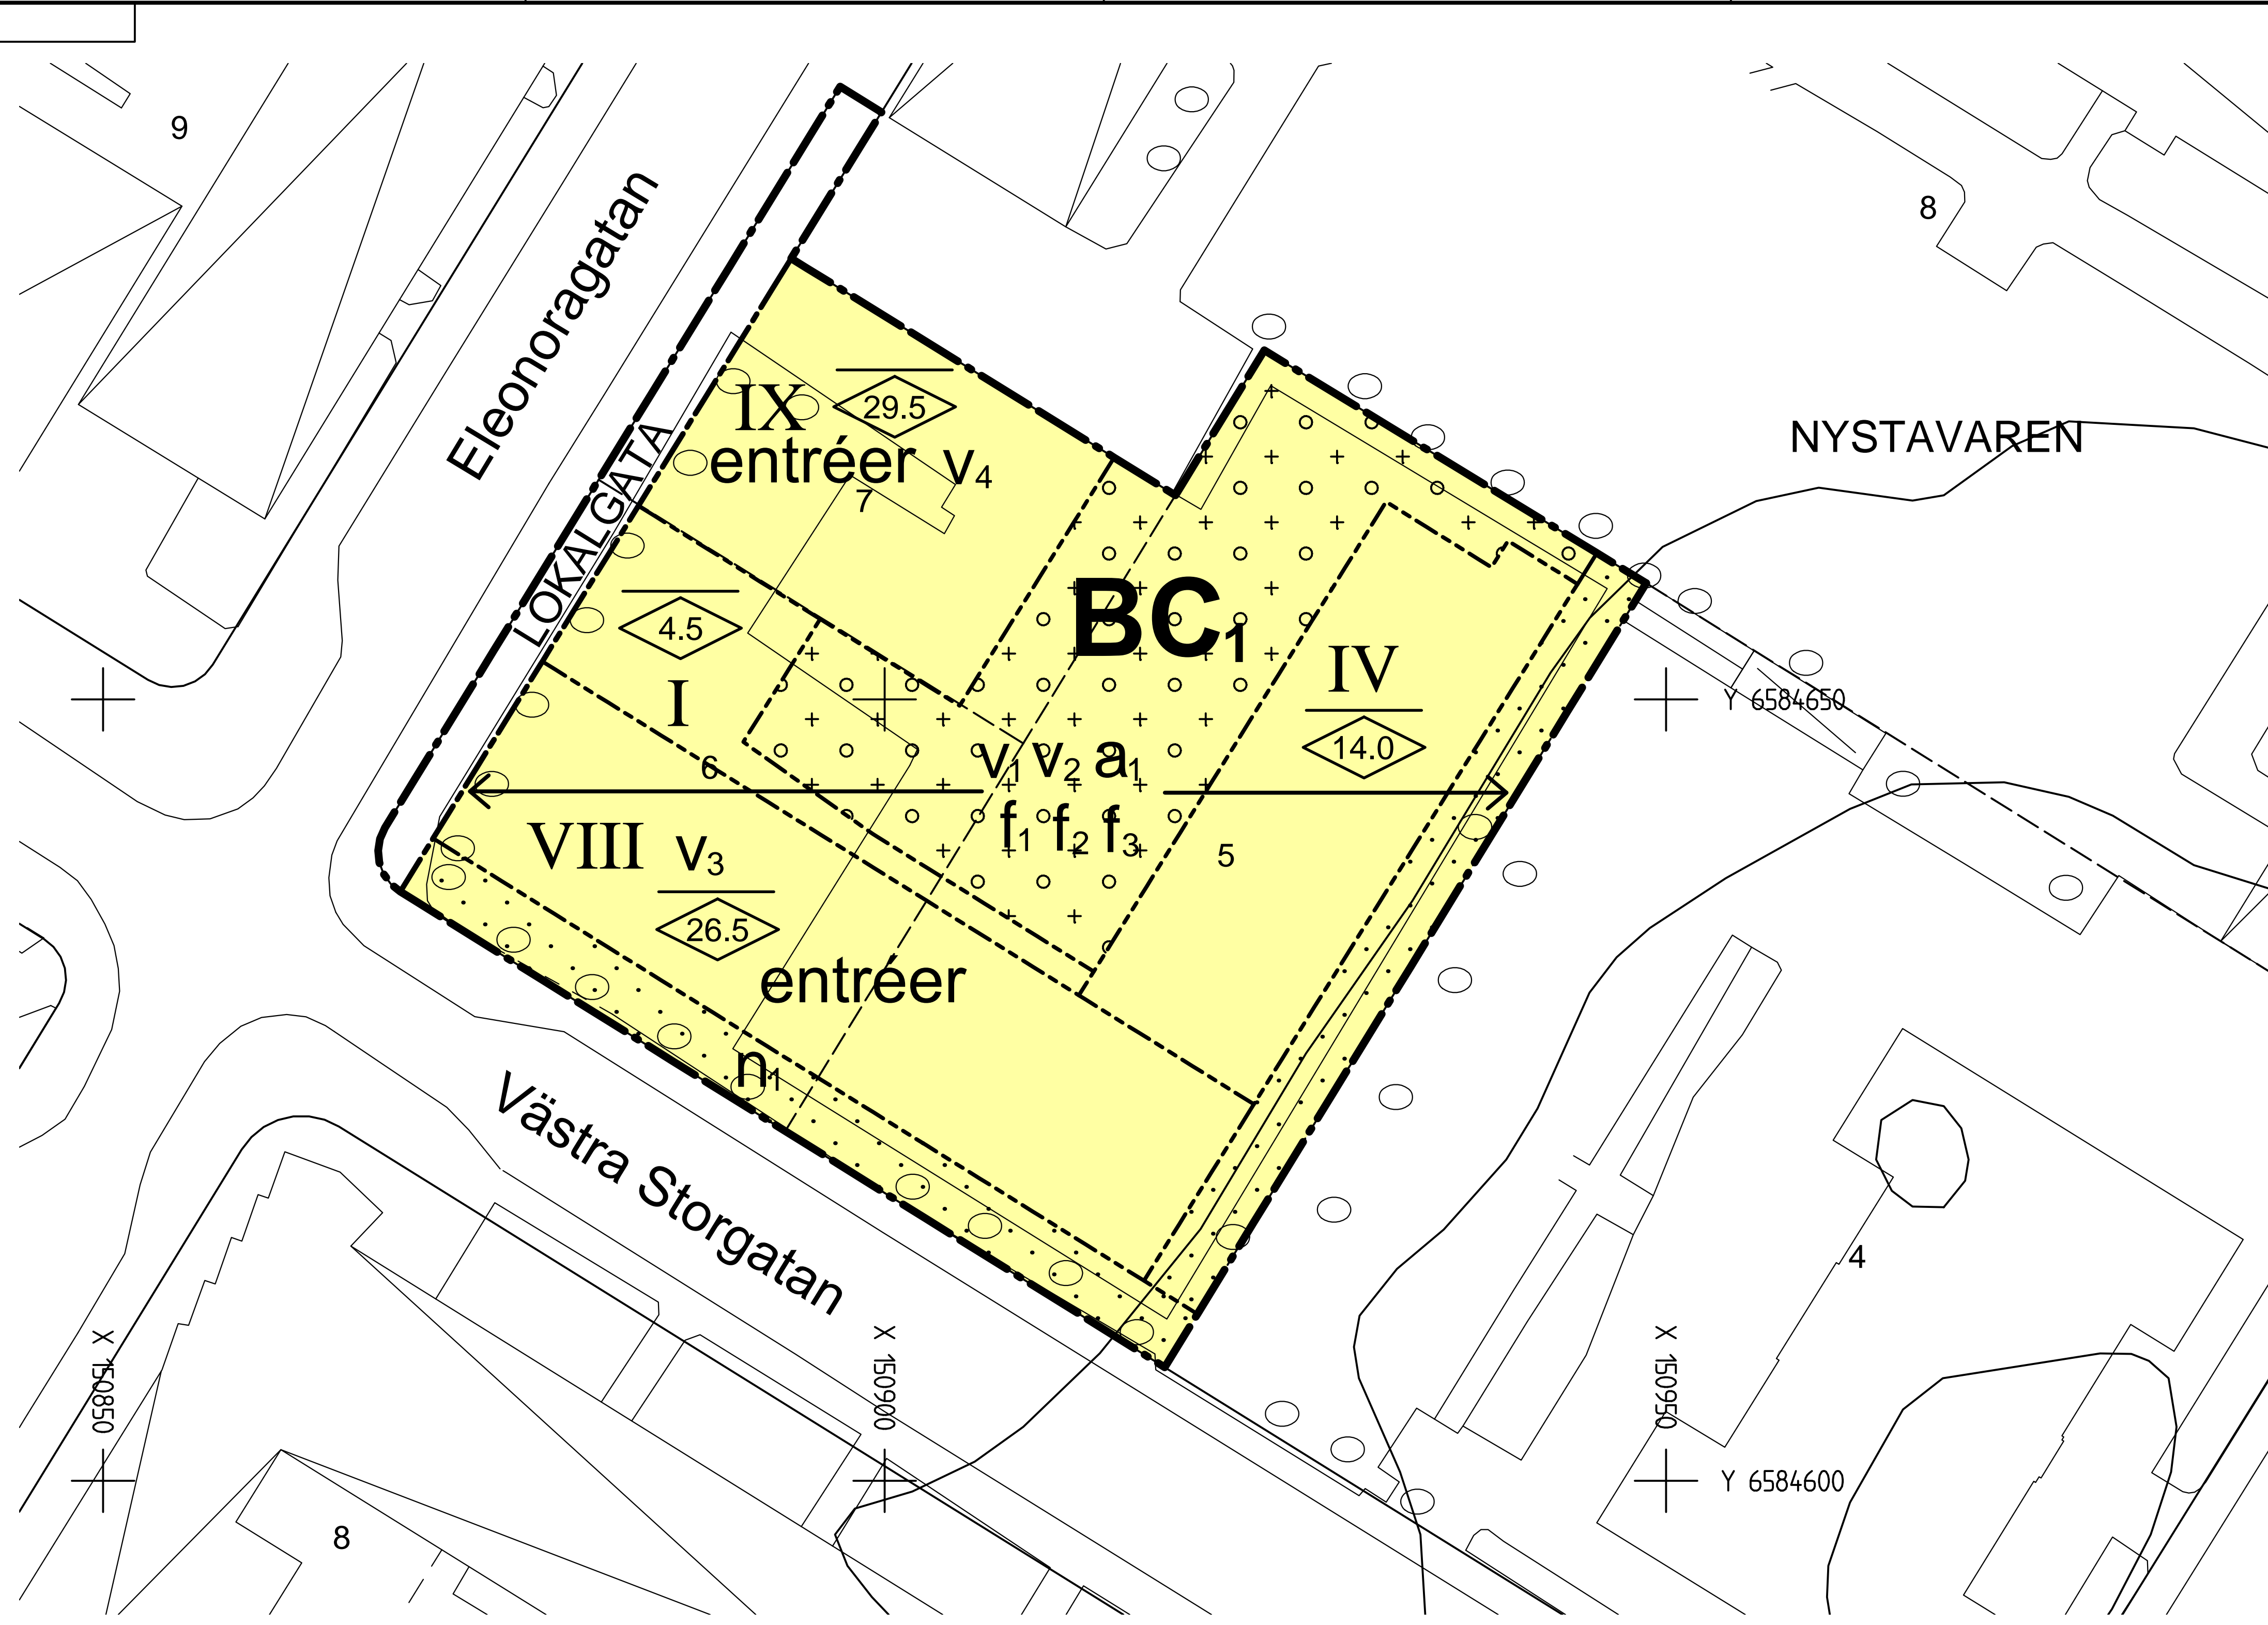 9
8
Eleonoragatan
LOKALGATA
IX
29.5
entréer v₄
7
NYSTAVAREN
4.5
BC₁
I
IV
14.0
Y 6584650
v₁ v₂ a₁
6
f₁ f₂ f₃
5
VIII v₃
26.5
entréer
n₁
Västra Storgatan
4
X 150850
X 150900
X 150950
Y 6584600
8